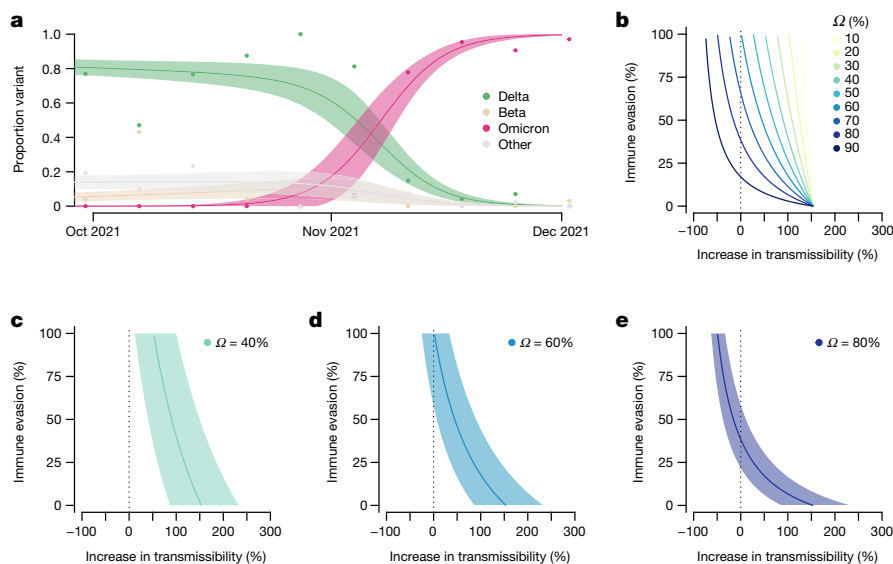 a
1.0
0.8
0.6
0.4
0.2
0
Proportion variant
Delta
Beta
Omicron
Other
Oct 2021
Nov 2021
Dec 2021
b
Ω (%)
10
20
30
40
50
60
70
80
90
100
75
50
25
0
Immune evasion (%)
–100
0
100
200
300
Increase in transmissibility (%)
c
Ω = 40%
100
75
50
25
0
Immune evasion (%)
–100
0
100
200
300
Increase in transmissibility (%)
d
Ω = 60%
100
75
50
25
0
Immune evasion (%)
–100
0
100
200
300
Increase in transmissibility (%)
e
Ω = 80%
100
75
50
25
0
Immune evasion (%)
–100
0
100
200
300
Increase in transmissibility (%)